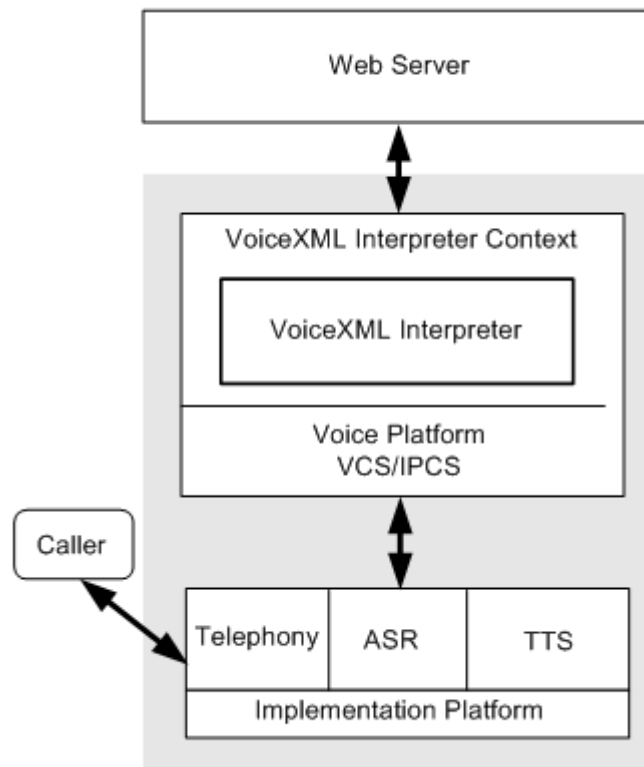 Web Server
VoiceXML Interpreter Context
VoiceXML Interpreter
Voice Platform
VCS/IPCS
Caller
Telephony
ASR
TTS
Implementation Platform